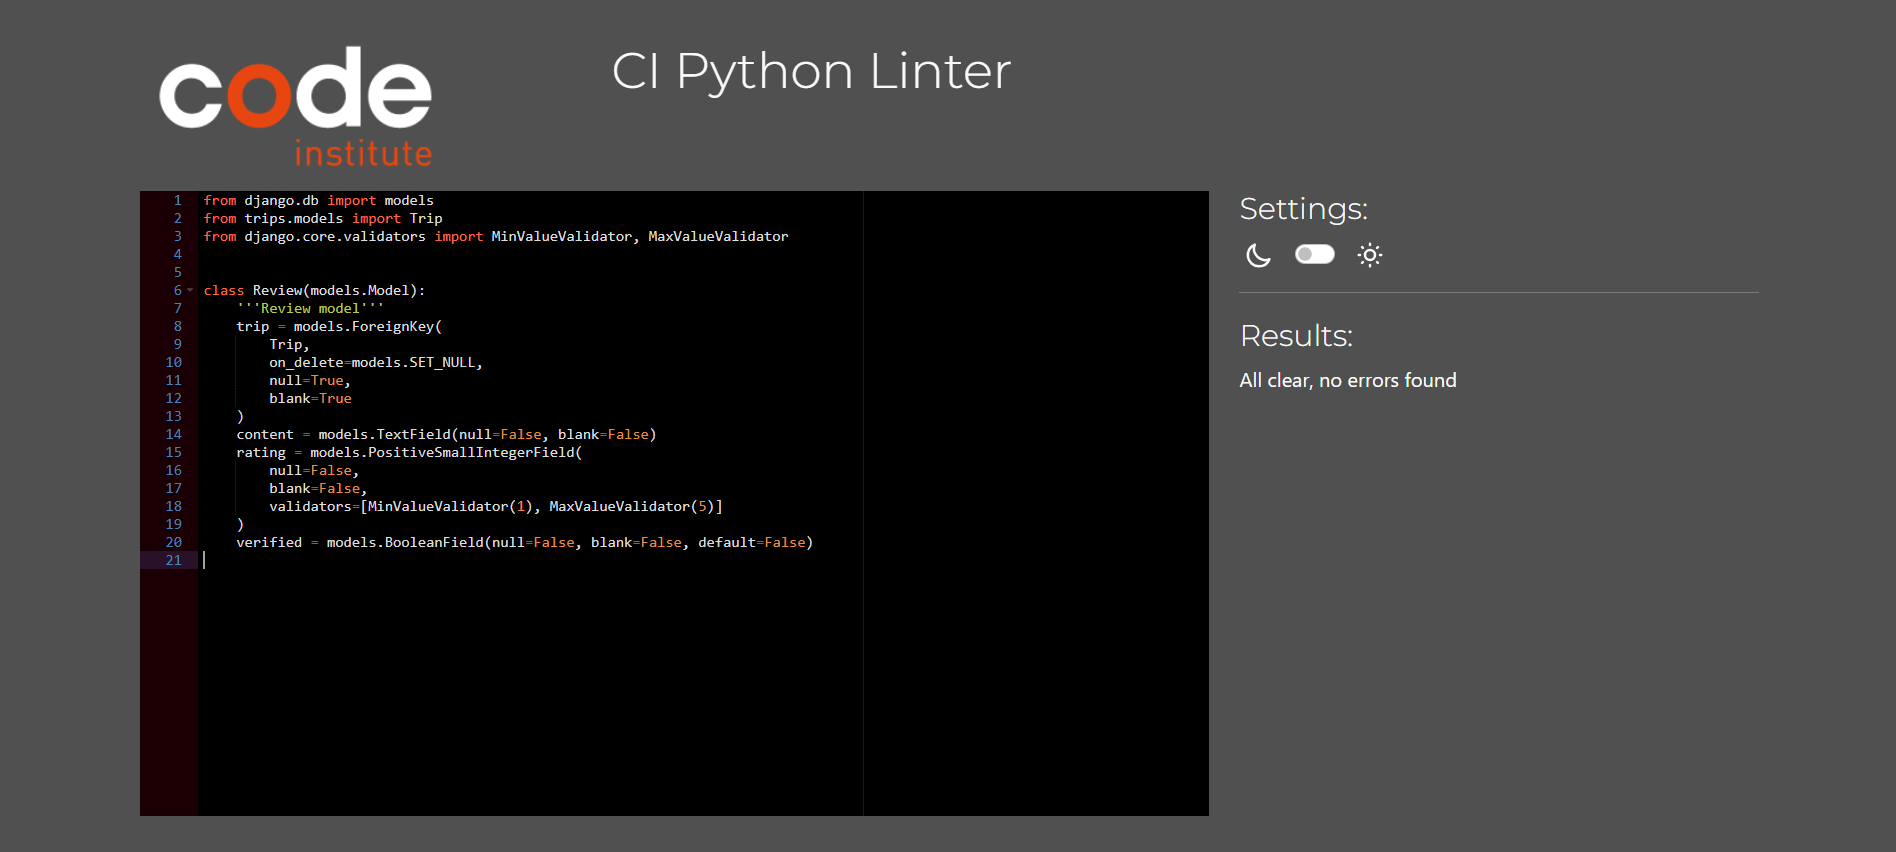 code
institute
CI Python Linter
1 from django.db import models
2 from trips.models import Trip
3 from django.core.validators import MinValueValidator, MaxValueValidator
4
5
6 class Review(models.Model):
7     '''Review model'''
8     trip = models.ForeignKey(
9         Trip,
10         on_delete=models.SET_NULL,
11         null=True,
12         blank=True
13     )
14     content = models.TextField(null=False, blank=False)
15     rating = models.PositiveSmallIntegerField(
16         null=False,
17         blank=False,
18         validators=[MinValueValidator(1), MaxValueValidator(5)]
19     )
20     verified = models.BooleanField(null=False, blank=False, default=False)
21
Settings:
Results:
All clear, no errors found